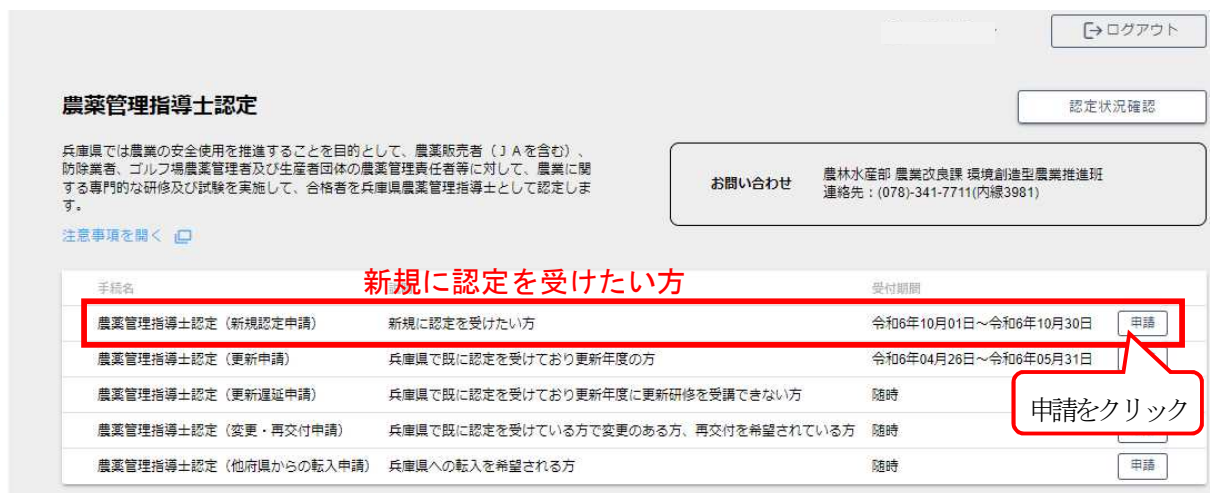 ログアウト
農薬管理指導士認定
認定状況確認
兵庫県では農業の安全使用を推進することを目的として、農薬販売者（ＪＡを含む）、
防除業者、ゴルフ場農薬管理者及び生産者団体の農薬管理責任者等に対して、農業に関
する専門的な研修及び試験を実施して、合格者を兵庫県農薬管理指導士として認定しま
す。
お問い合わせ
農林水産部 農業改良課 環境創造型農業推進班
連絡先：(078)-341-7711(内線3981)
注意事項を開く
新規に認定を受けたい方
手続名 受付期間
農薬管理指導士認定（新規認定申請） 新規に認定を受けたい方 令和6年10月01日～令和6年10月30日 申請
農薬管理指導士認定（更新申請） 兵庫県で既に認定を受けており更新年度の方 令和6年04月26日～令和6年05月31日
農薬管理指導士認定（更新遅延申請） 兵庫県で既に認定を受けており更新年度に更新研修を受講できない方 随時
申請をクリック
農薬管理指導士認定（変更・再交付申請） 兵庫県で既に認定を受けている方で変更のある方、再交付を希望されている方 随時
農薬管理指導士認定（他府県からの転入申請） 兵庫県への転入を希望される方 随時 申請